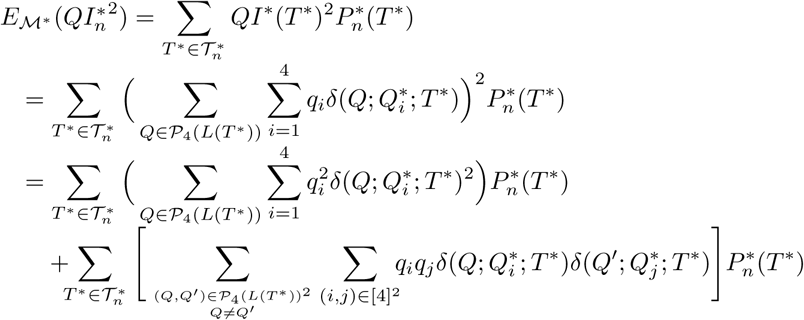 $E_{\mathcal{M}^*}(QI_n^{*2}) = \sum_{T^* \in \mathcal{T}_n^*} QI^*(T^*)^2 P_n^*(T^*)$
$= \sum_{T^* \in \mathcal{T}_n^*} \Big( \sum_{Q \in \mathcal{P}_4(L(T^*))} \sum_{i=1}^{4} q_i \delta(Q; Q_i^*; T^*) \Big)^2 P_n^*(T^*)$
$= \sum_{T^* \in \mathcal{T}_n^*} \Big( \sum_{Q \in \mathcal{P}_4(L(T^*))} \sum_{i=1}^{4} q_i^2 \delta(Q; Q_i^*; T^*)^2 \Big) P_n^*(T^*)$
$+ \sum_{T^* \in \mathcal{T}_n^*} \left[ \sum_{\substack{(Q,Q') \in \mathcal{P}_4(L(T^*))^2 \\ Q \neq Q'}} \sum_{(i,j) \in [4]^2} q_i q_j \delta(Q; Q_i^*; T^*) \delta(Q'; Q_j^*; T^*) \right] P_n^*(T^*)$